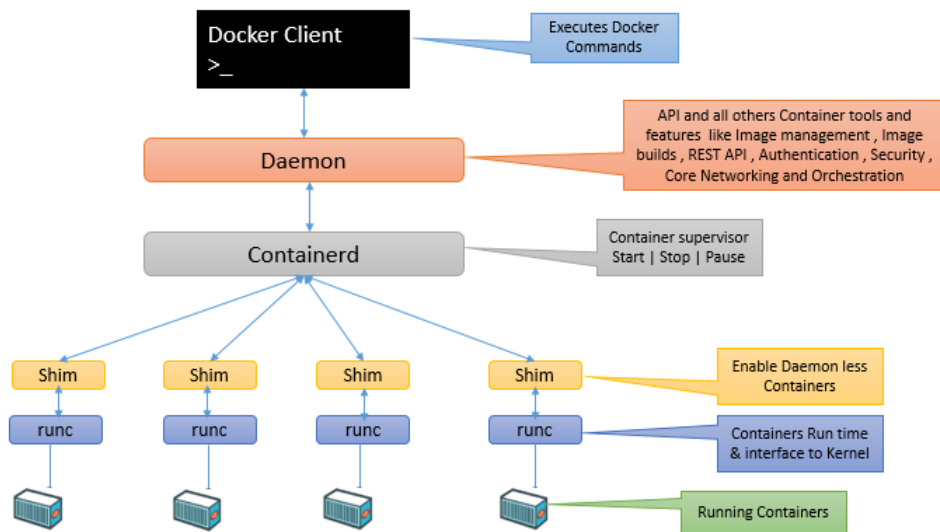 Docker Client
>_
Executes Docker
Commands
Daemon
API and all others Container tools and
features like Image management , Image
builds , REST API , Authentication , Security ,
Core Networking and Orchestration
Containerd
Container supervisor
Start | Stop | Pause
Shim
Shim
Shim
Shim
Enable Daemon less
Containers
runc
runc
runc
runc
Containers Run time
& interface to Kernel
Running Containers